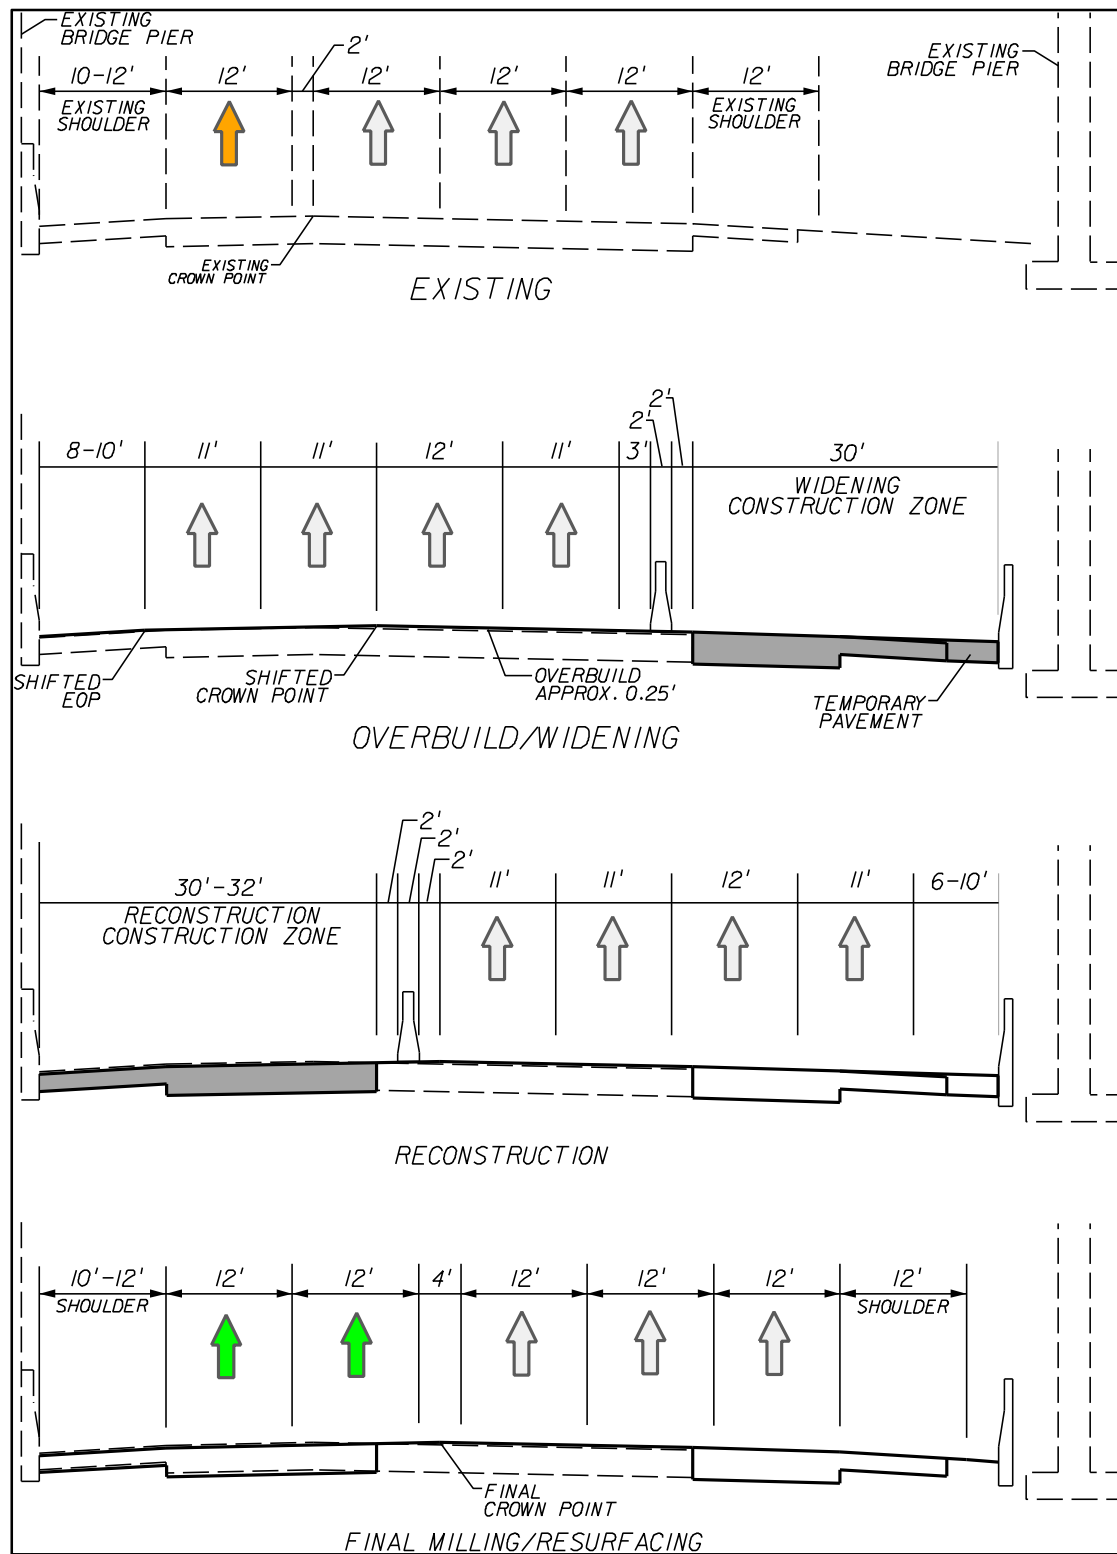 EXISTING
BRIDGE PIER
2'
EXISTING
BRIDGE PIER
10-12'
12'
12'
12'
12'
12'
EXISTING
SHOULDER
EXISTING
SHOULDER
EXISTING
CROWN POINT
EXISTING
2'
2'
8-10'
11'
11'
12'
11'
3'
30'
WIDENING
CONSTRUCTION ZONE
SHIFTED
EOP
SHIFTED
CROWN POINT
OVERBUILD
APPROX. 0.25'
TEMPORARY
PAVEMENT
OVERBUILD/WIDENING
2'
2'
2'
30'-32'
11'
11'
12'
11'
6-10'
RECONSTRUCTION
CONSTRUCTION ZONE
RECONSTRUCTION
10'-12'
12'
12'
4'
12'
12'
12'
12'
SHOULDER
SHOULDER
FINAL
CROWN POINT
FINAL MILLING/RESURFACING